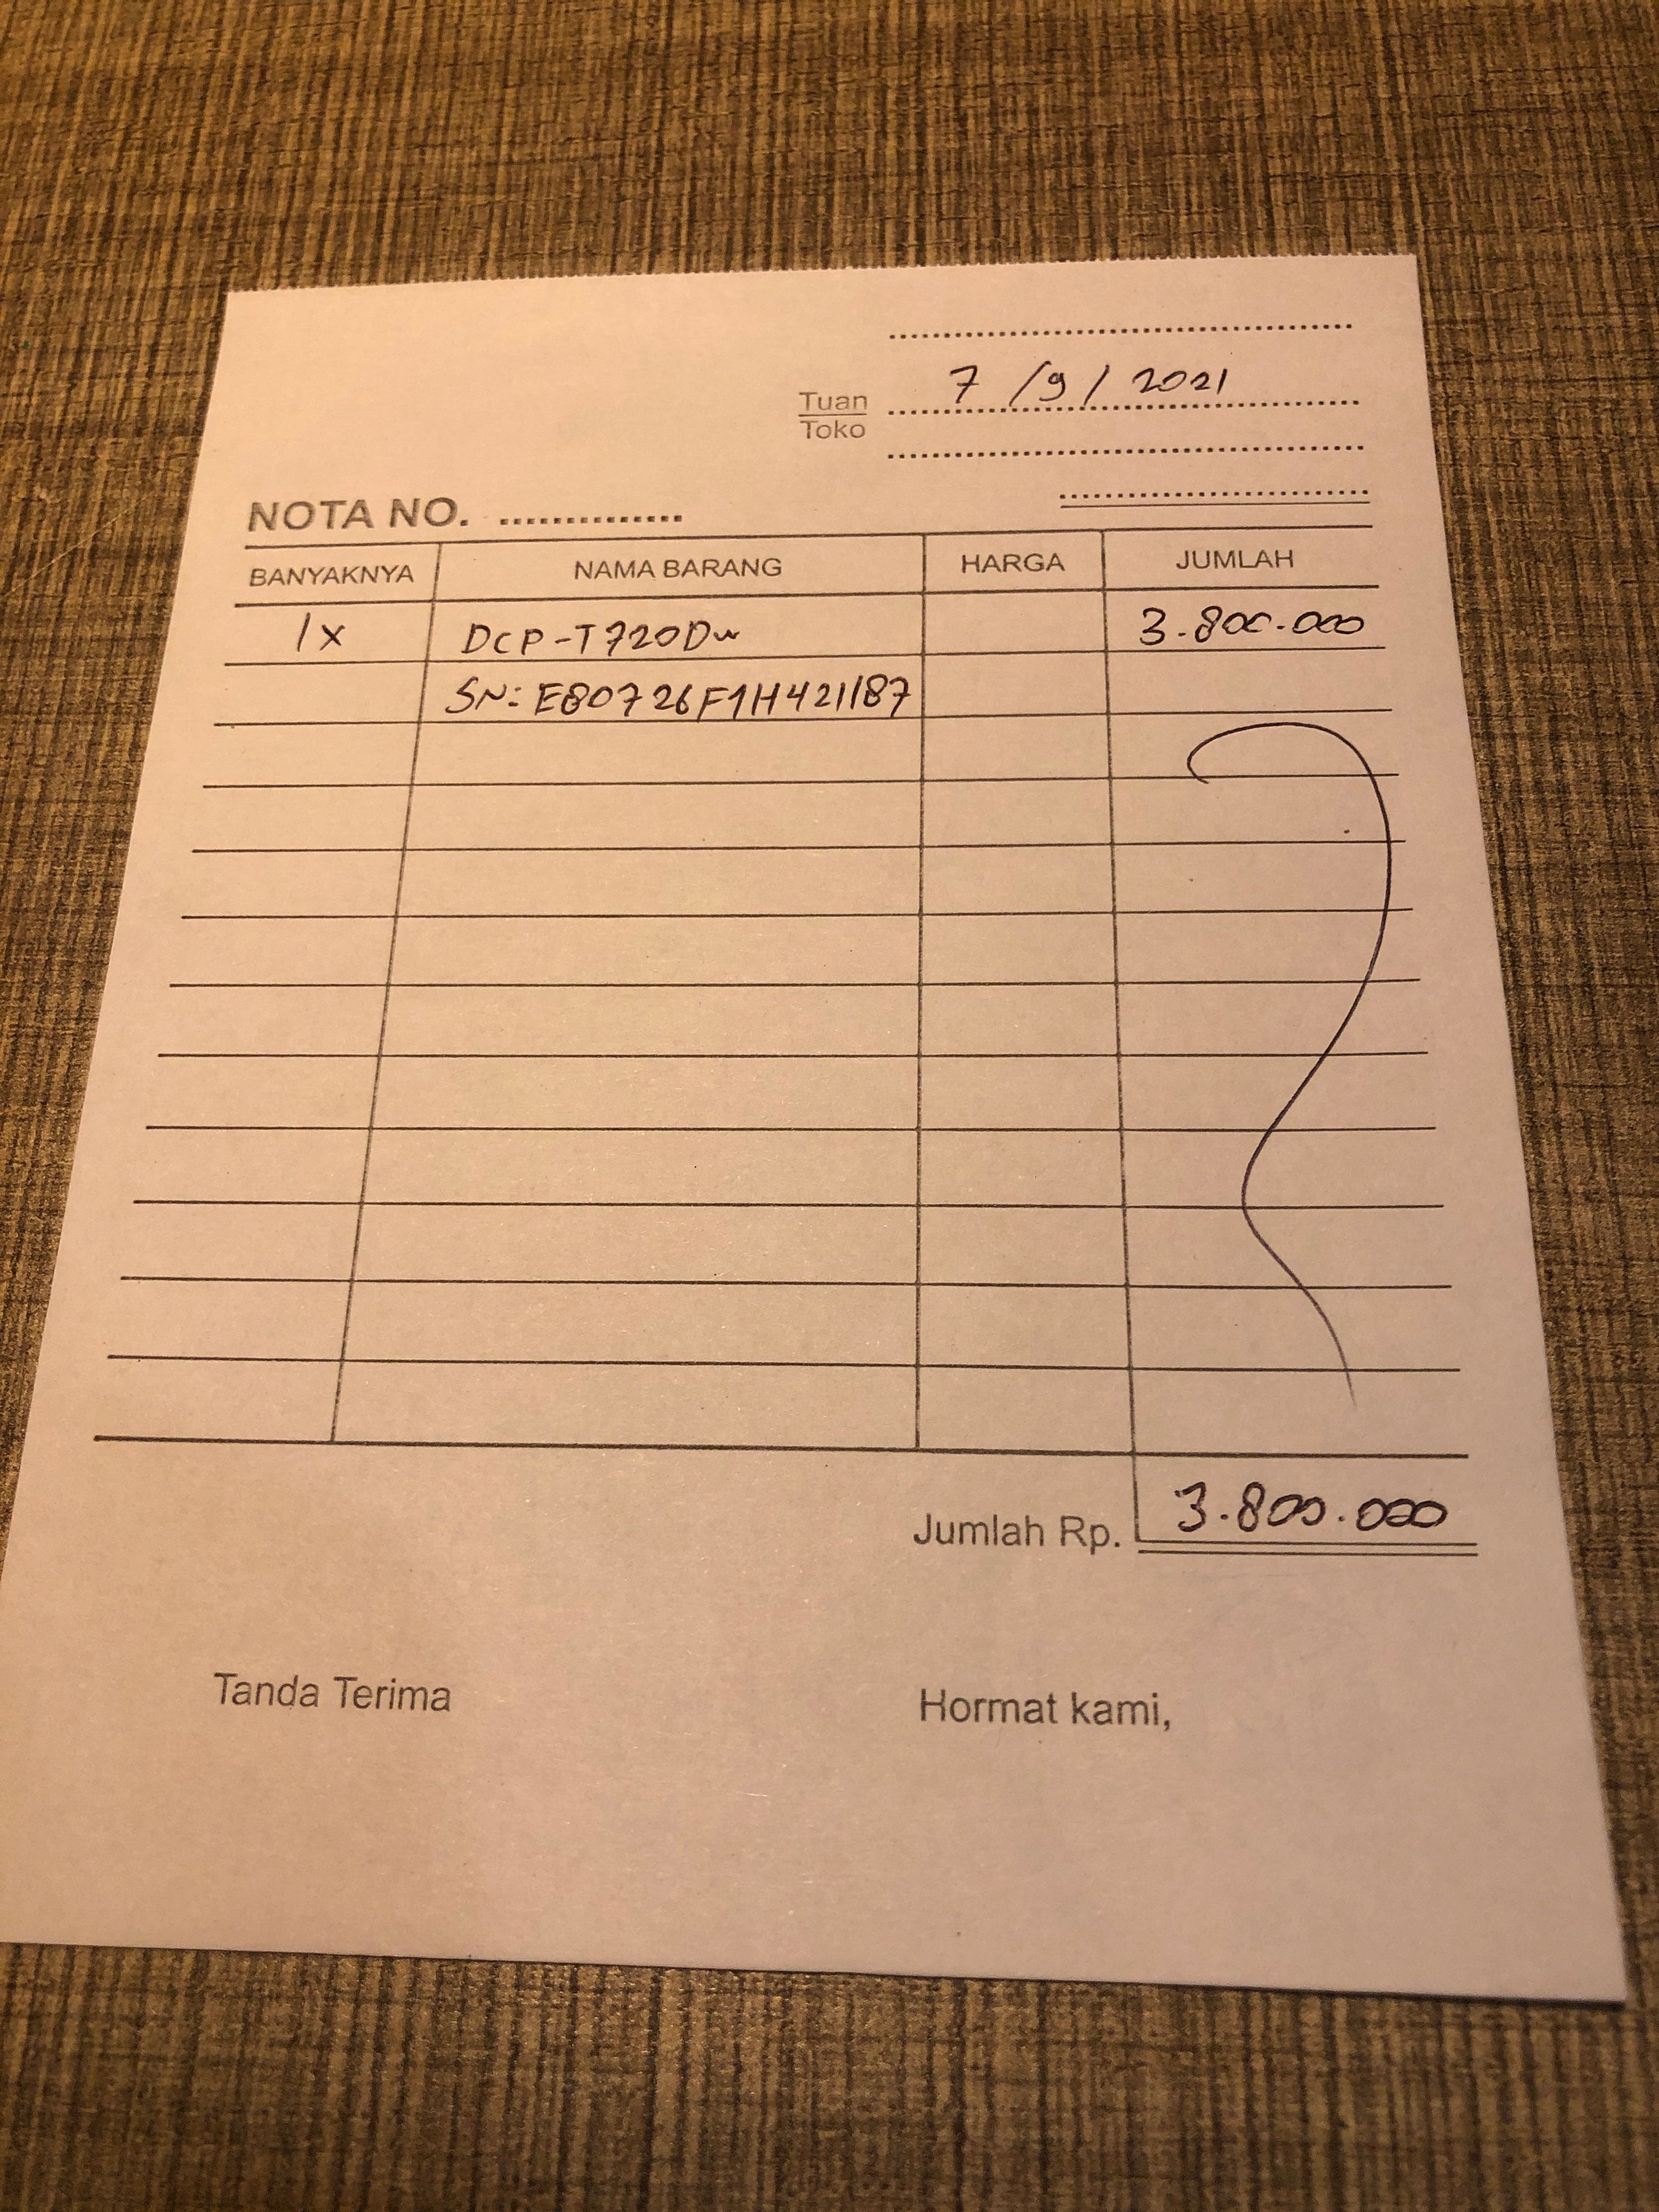 7/9/2021
Tuan
Toko
NOTA NO.
BANYAKNYA NAMA BARANG HARGA JUMLAH
1x DCP-T720DW 3.800.000
SN: E80726F1H421187
Jumlah Rp. 3.800.000
Tanda Terima Hormat kami,